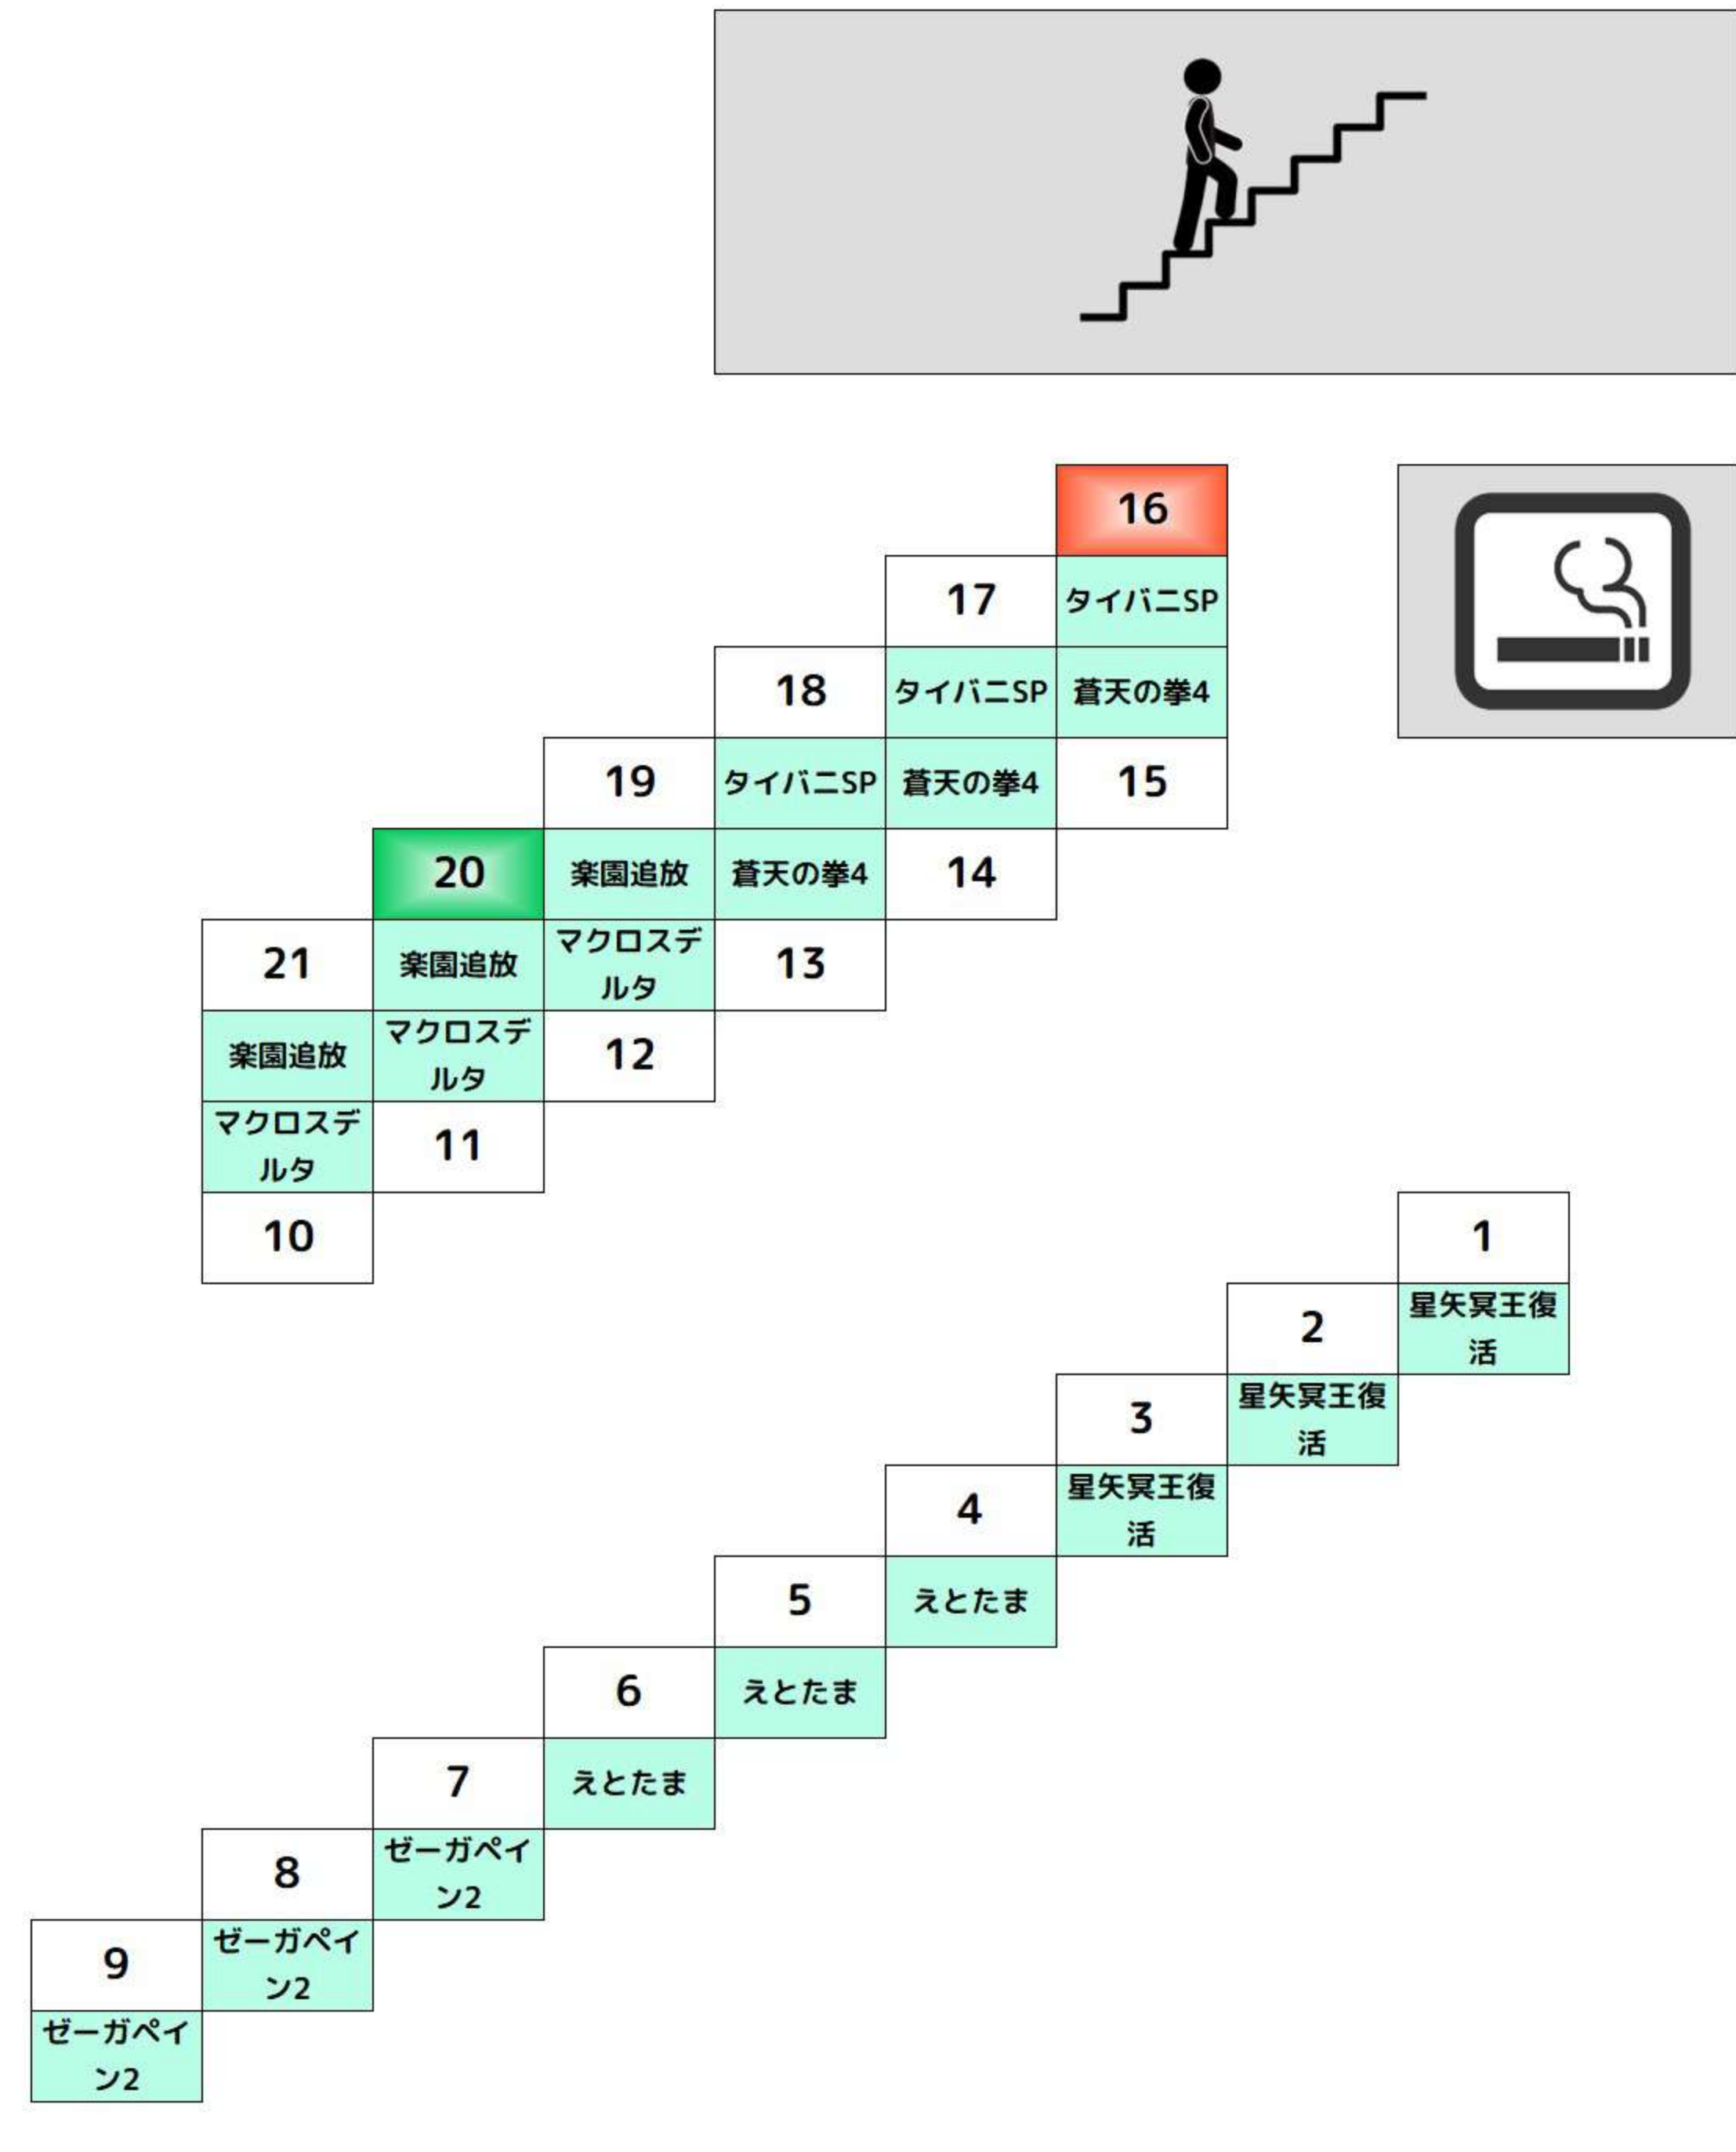 16
17
タイバニSP
18
タイバニSP
蒼天の拳4
19
タイバニSP
蒼天の拳4
15
20
楽園追放
蒼天の拳4
14
21
楽園追放
マクロスデ
ルタ
13
楽園追放
マクロスデ
ルタ
12
マクロスデ
ルタ
11
10
1
2
星矢冥王復
活
3
星矢冥王復
活
4
星矢冥王復
活
5
えとたま
6
えとたま
7
えとたま
8
ゼーガペイ
ン2
9
ゼーガペイ
ン2
ゼーガペイ
ン2